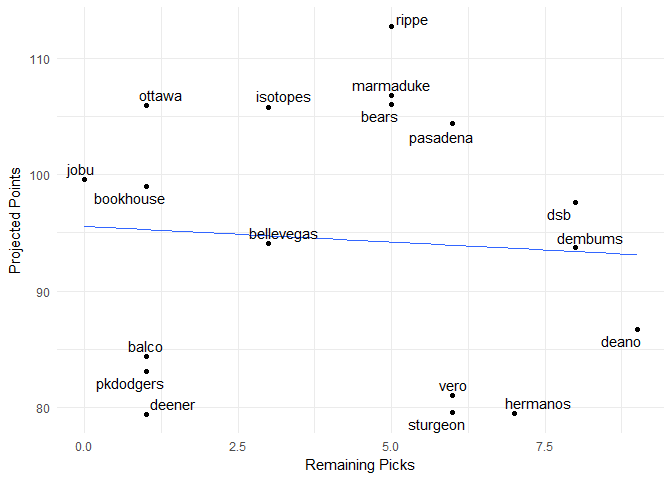 rippe
marmaduke
ottawa
isotopes
bears
pasadena
jobu
bookhouse
dsb
bellevegas
dembums
deano
balco
pkdodgers
deener
vero
hermanos
sturgeon
110
100
90
80
Projected Points
0.0
2.5
5.0
7.5
Remaining Picks